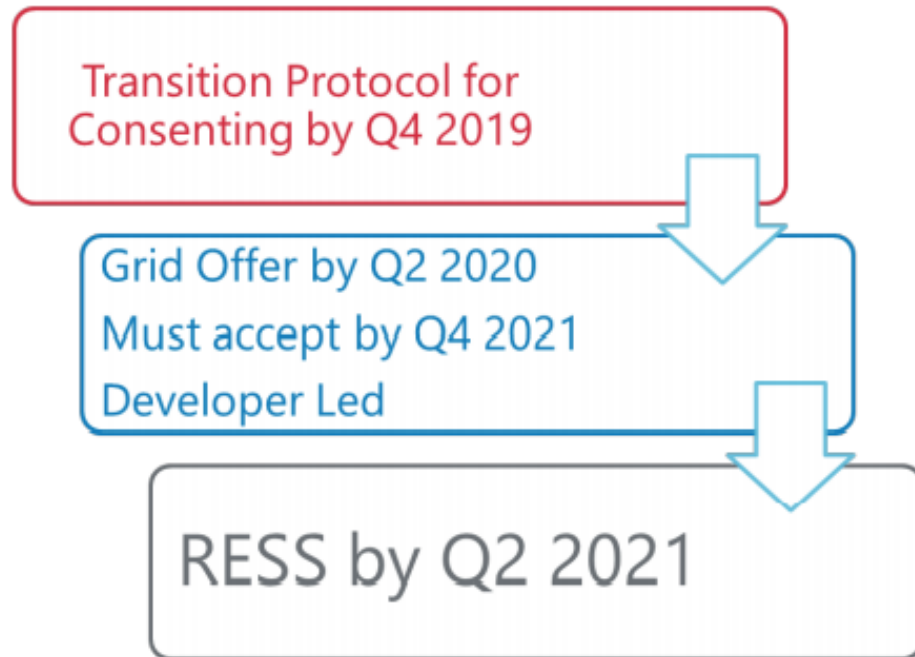 Transition Protocol for
Consenting by Q4 2019
Grid Offer by Q2 2020
Must accept by Q4 2021
Developer Led
RESS by Q2 2021